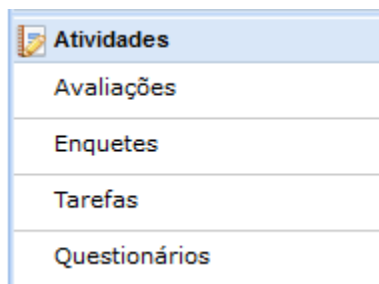 Atividades
Avaliações
Enquetes
Tarefas
Questionários